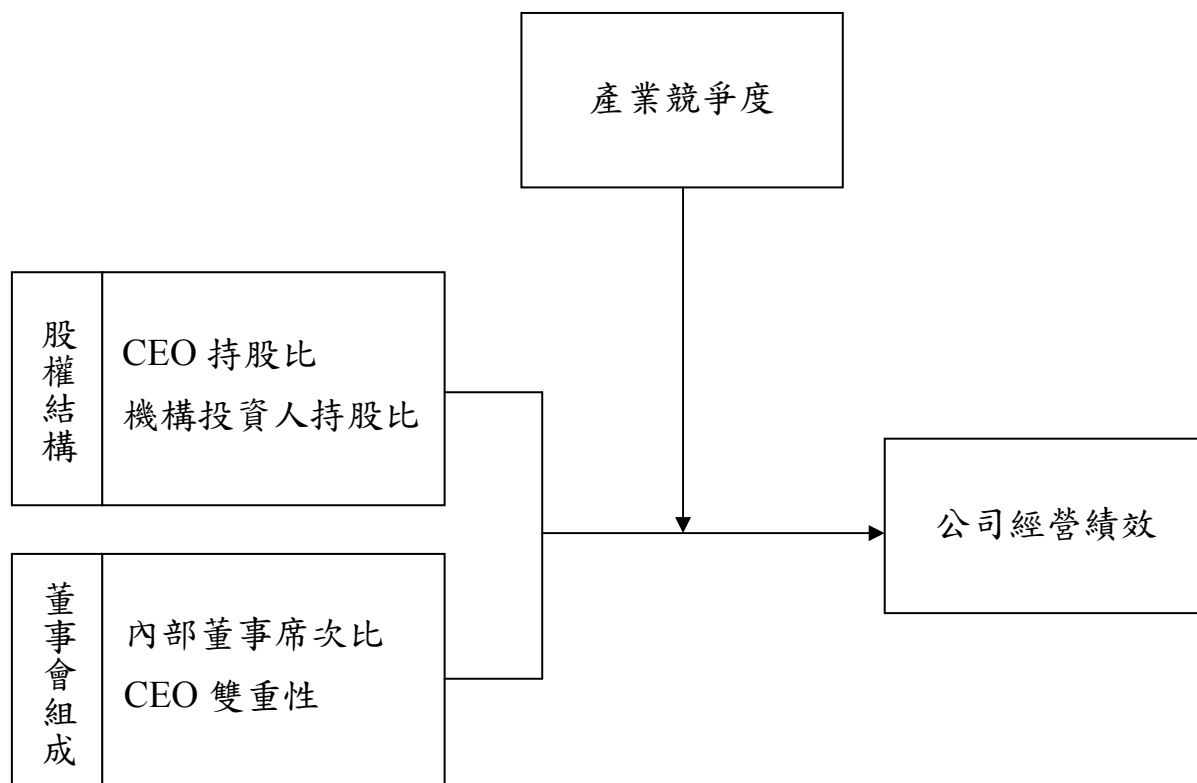 產業競爭度
股權結構
CEO 持股比
機構投資人持股比
公司經營績效
董事會組成
內部董事席次比
CEO 雙重性